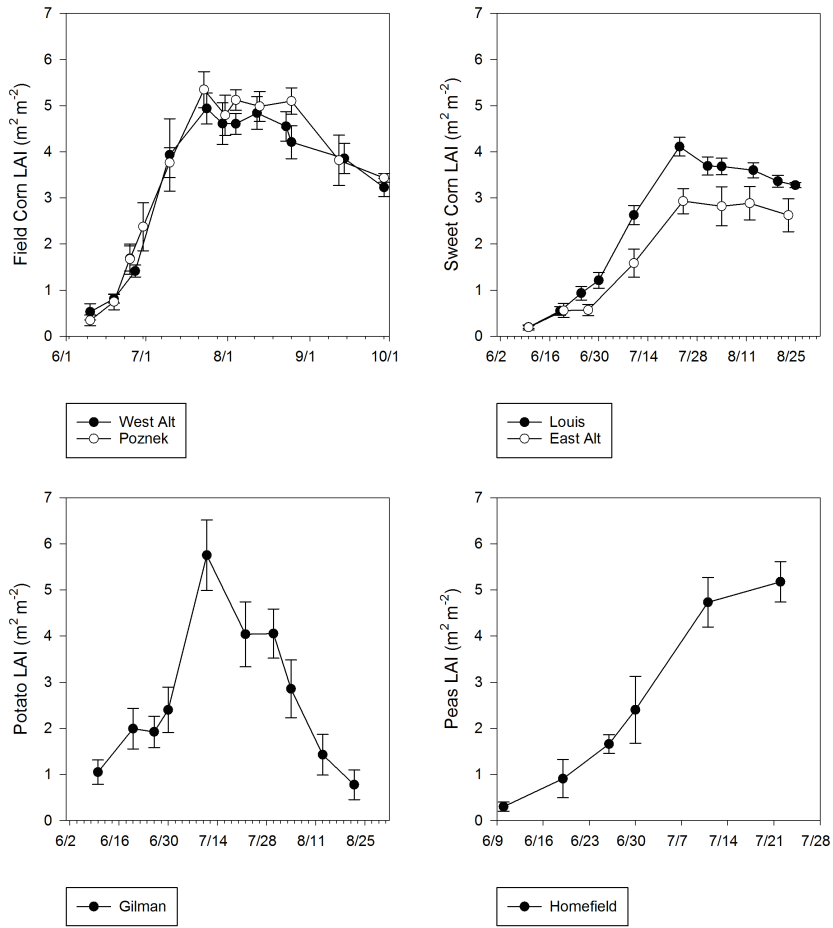 Field Corn LAI (m² m⁻²)
7
6
5
4
3
2
1
0
6/1 7/1 8/1 9/1 10/1
West Alt
Poznek
Sweet Corn LAI (m² m⁻²)
7
6
5
4
3
2
1
0
6/2 6/16 6/30 7/14 7/28 8/11 8/25
Louis
East Alt
Potato LAI (m² m⁻²)
7
6
5
4
3
2
1
0
6/2 6/16 6/30 7/14 7/28 8/11 8/25
Gilman
Peas LAI (m² m⁻²)
7
6
5
4
3
2
1
0
6/9 6/16 6/23 6/30 7/7 7/14 7/21 7/28
Homefield